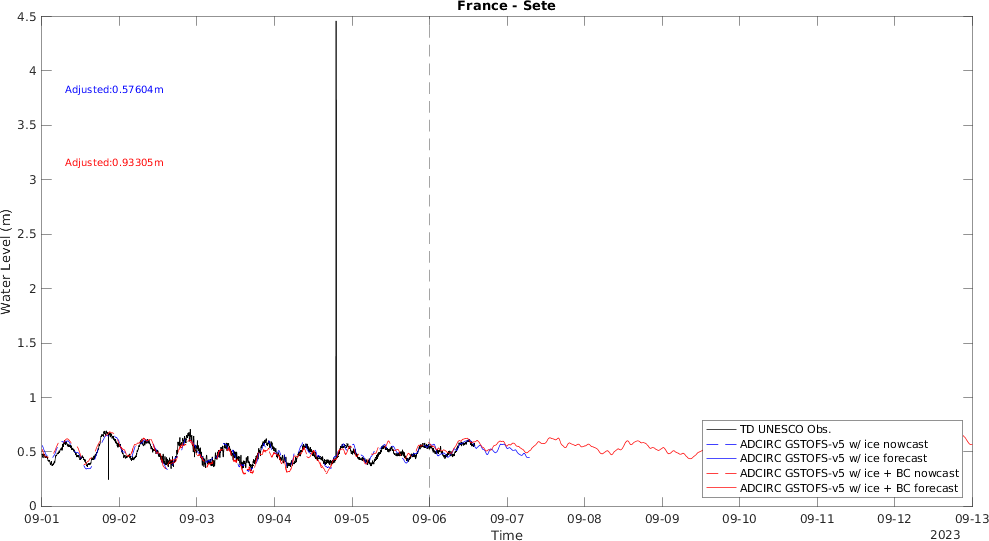 France - Sete
4.5
4
3.5
3
2.5
2
1.5
1
0.5
0
Water Level (m)
Adjusted:0.57604m
Adjusted:0.93305m
TD UNESCO Obs.
ADCIRC GSTOFS-v5 w/ ice nowcast
ADCIRC GSTOFS-v5 w/ ice forecast
ADCIRC GSTOFS-v5 w/ ice + BC nowcast
ADCIRC GSTOFS-v5 w/ ice + BC forecast
09-01 09-02 09-03 09-04 09-05 09-06 09-07 09-08 09-09 09-10 09-11 09-12 09-13
Time
2023